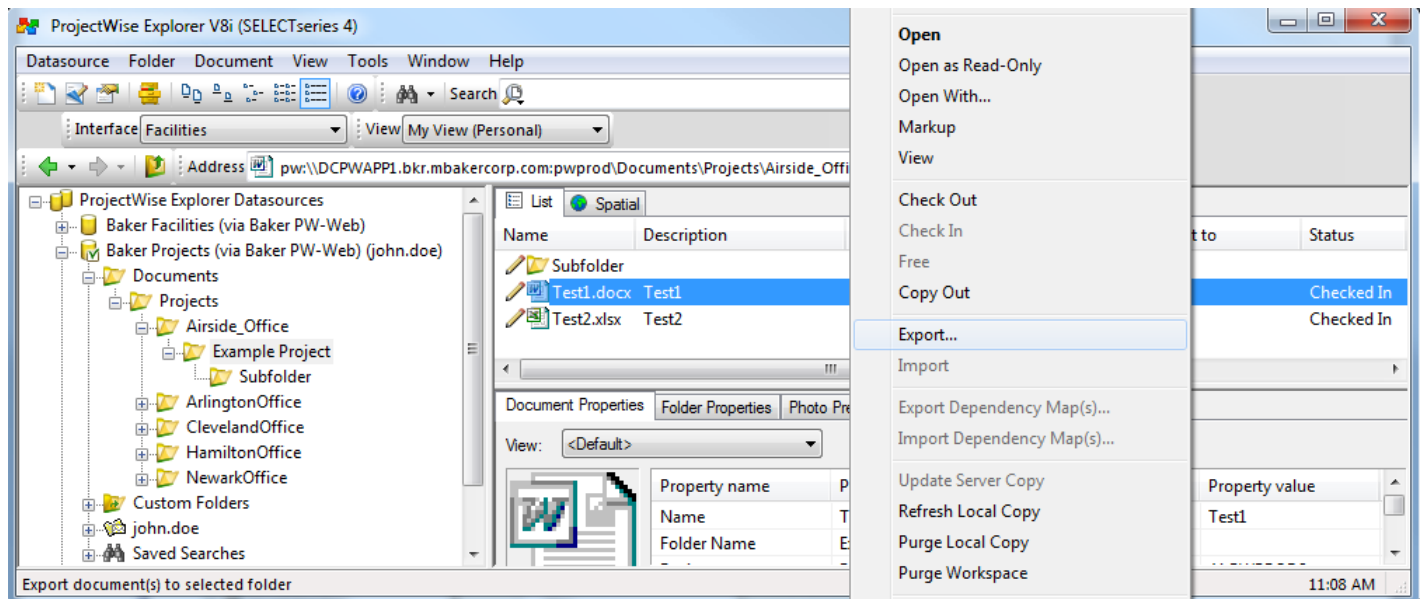 ProjectWise Explorer V8i (SELECTseries 4)
Datasource Folder Document View Tools Window Help
Search
Interface Facilities View My View (Personal)
Address pw:\\DCPWAPP1.bkr.mbakercorp.com:pwprod\Documents\Projects\Airside_Offi
ProjectWise Explorer Datasources
Baker Facilities (via Baker PW-Web)
Baker Projects (via Baker PW-Web) (john.doe)
Documents
Projects
Airside_Office
Example Project
Subfolder
ArlingtonOffice
ClevelandOffice
HamiltonOffice
NewarkOffice
Custom Folders
john.doe
Saved Searches
List Spatial
Name Description t to Status
Subfolder
Test1.docx Test1 Checked In
Test2.xlsx Test2 Checked In
Document Properties Folder Properties Photo Pre
View: <Default>
Property name P Property value
Name T Test1
Folder Name E
Open
Open as Read-Only
Open With...
Markup
View
Check Out
Check In
Free
Copy Out
Export...
Import
Export Dependency Map(s)...
Import Dependency Map(s)...
Update Server Copy
Refresh Local Copy
Purge Local Copy
Purge Workspace
Export document(s) to selected folder 11:08 AM